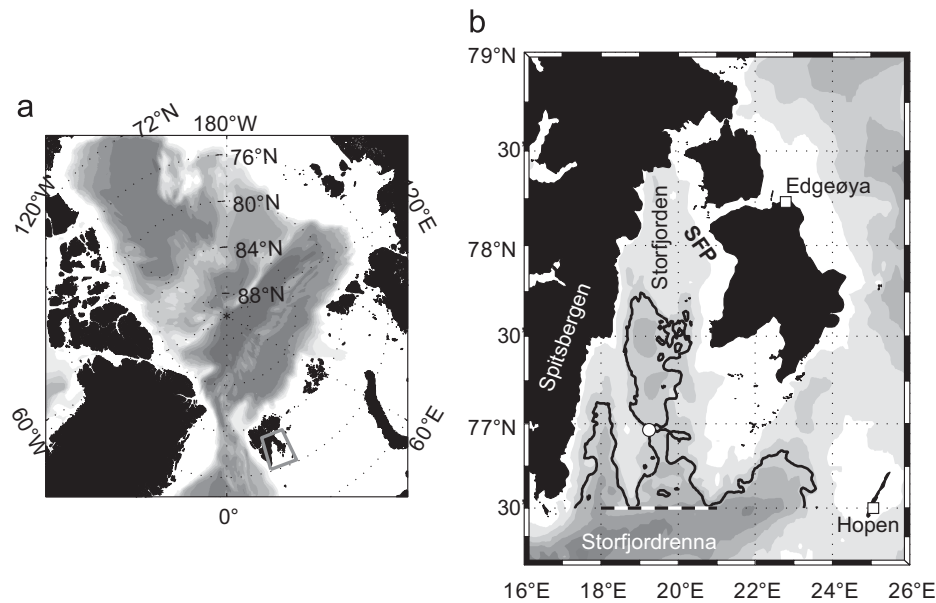 a
72°N
180°W
76°N
120°W
80°N
120°E
84°N
88°N
60°W
60°E
0°
b
79°N
30'
Edgeøya
Storfjorden
SFP
78°N
Spitsbergen
30'
77°N
30'
Hopen
Storfjordrenna
16°E 18°E 20°E 22°E 24°E 26°E